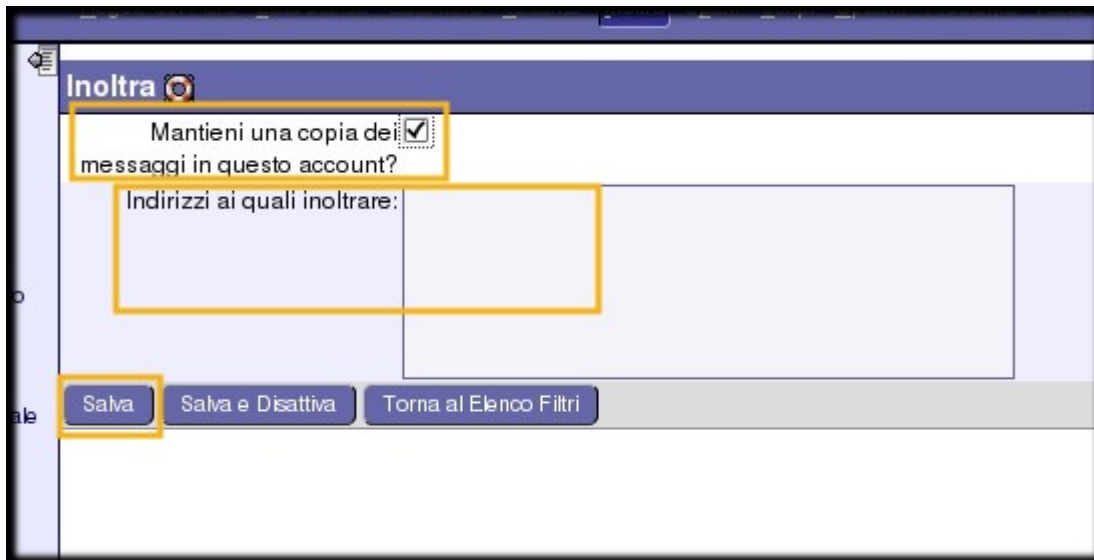 Inoltra
Mantieni una copia dei
messaggi in questo account?
Indirizzi ai quali inoltrare:
Salva
Salva e Disattiva
Torna al Elenco Filtri